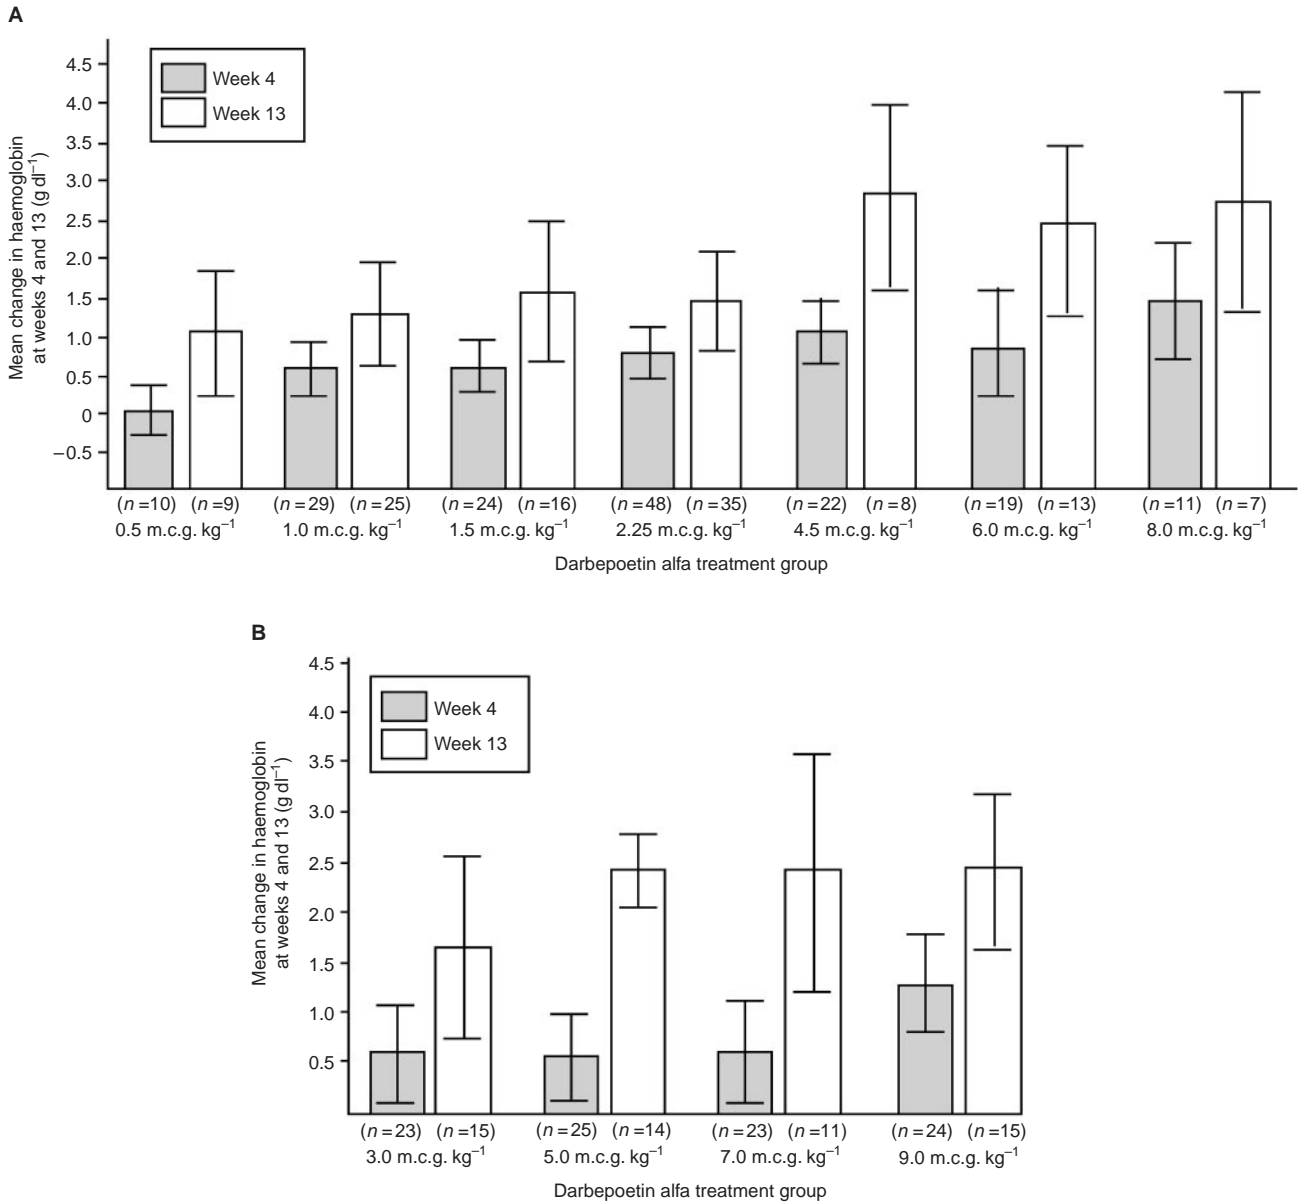 A
Mean change in haemoglobin
at weeks 4 and 13 (g dl⁻¹)
4.5
4.0
3.5
3.0
2.5
2.0
1.5
1.0
0.5
0
−0.5
Week 4
Week 13
(n =10) (n =9) (n =29) (n =25) (n =24) (n =16) (n =48) (n =35) (n =22) (n =8) (n =19) (n =13) (n =11) (n =7)
0.5 m.c.g. kg⁻¹ 1.0 m.c.g. kg⁻¹ 1.5 m.c.g. kg⁻¹ 2.25 m.c.g. kg⁻¹ 4.5 m.c.g. kg⁻¹ 6.0 m.c.g. kg⁻¹ 8.0 m.c.g. kg⁻¹
Darbepoetin alfa treatment group
B
Mean change in haemoglobin
at weeks 4 and 13 (g dl⁻¹)
4.5
4.0
3.5
3.0
2.5
2.0
1.5
1.0
0.5
Week 4
Week 13
(n =23) (n =15) (n =25) (n =14) (n =23) (n =11) (n =24) (n =15)
3.0 m.c.g. kg⁻¹ 5.0 m.c.g. kg⁻¹ 7.0 m.c.g. kg⁻¹ 9.0 m.c.g. kg⁻¹
Darbepoetin alfa treatment group